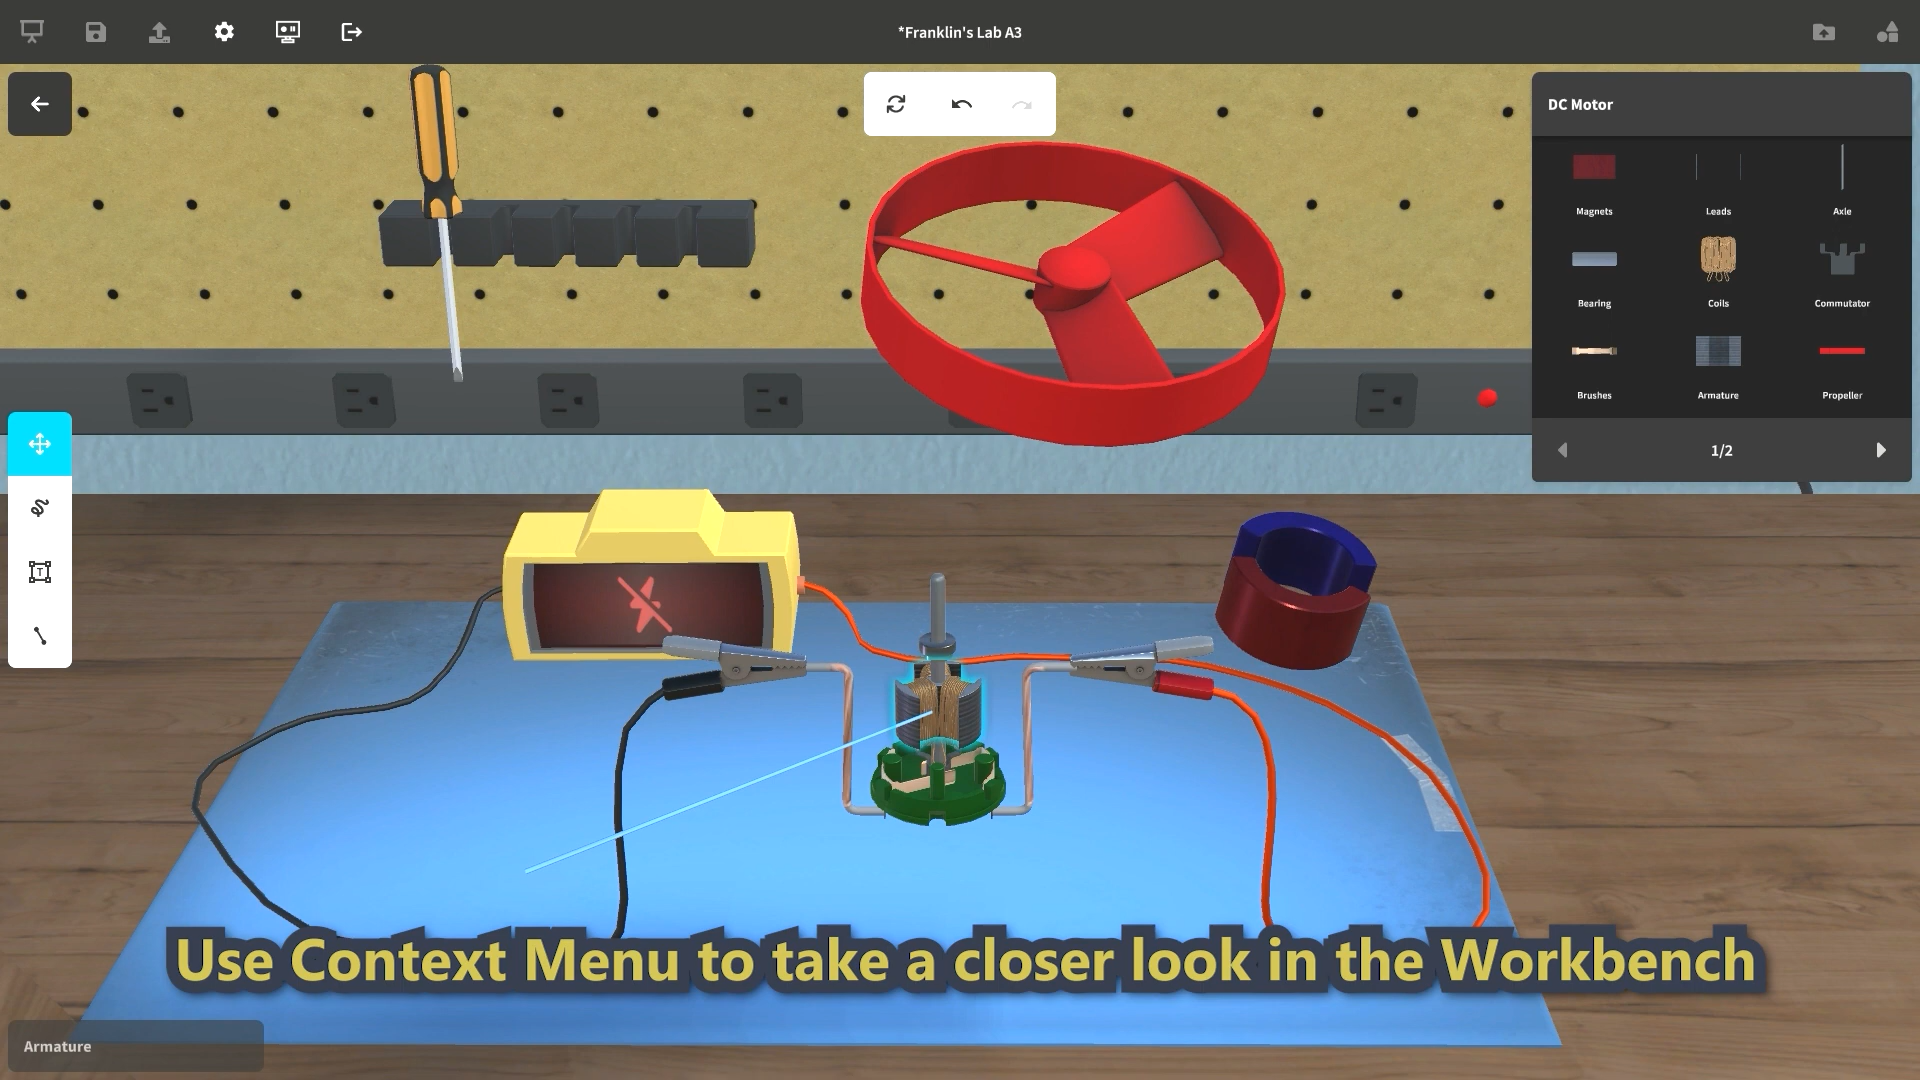 *Franklin's Lab A3
DC Motor
Magnets Leads Axle
Bearing Coils Commutator
Brushes Armature Propeller
1/2
T
Use Context Menu to take a closer look in the Workbench
Armature